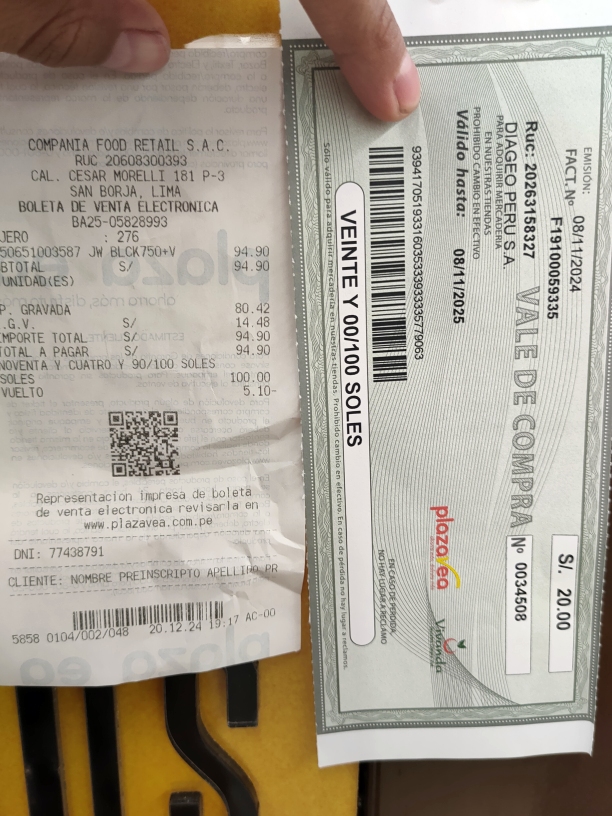 COMPANIA FOOD RETAIL S.A.C.
RUC 20608300393
CAL. CESAR MORELLI 181 P-3
SAN BORJA, LIMA
BOLETA DE VENTA ELECTRONICA
BA25-05828993
JERO : 276
50651003587 JW BLCK750+V 94.90
BTOTAL S/ 94.90
UNIDAD(ES)
P. GRAVADA 80.42
.G.V. S/ 14.48
IMPORTE TOTAL S/ 94.90
TOTAL A PAGAR S/ 94.90
NOVENTA Y CUATRO Y 90/100 SOLES
SOLES 100.00
VUELTO 5.10-
Representacion impresa de boleta
de venta electronica revisarla en
www.plazavea.com.pe
DNI: 77438791
CLIENTE: NOMBRE PREINSCRIPTO APELLIDO PR
5858 0104/002/048 20.12.24 19:17 AC-00
EMISIÓN: 08/11/2024
FACT.Nº F19100059335
S/. 20.00
VALE DE COMPRA Nº 0034508
Ruc: 20263158327
DIAGEO PERU S.A.
PARA ADQUIRIR MERCADERIA
EN NUESTRAS TIENDAS
PROHIBIDO CAMBIO EN EFECTIVO
Válido hasta: 08/11/2025
plaza vea
Vivanda
EN CASO DE PERDIDA
NO HAY LUGAR A RECLAMO
VEINTE Y 00/100 SOLES
Sólo válido para adquirir mercadería en nuestras tiendas. Prohibido cambio en efectivo. En caso de pérdida no hay lugar a reclamos.